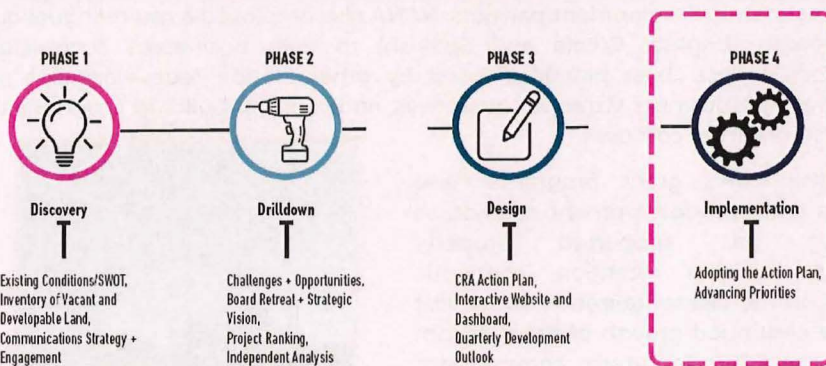 PHASE 1
Discovery
Existing Conditions/SWOT,
Inventory of Vacant and
Developable Land,
Communications Strategy +
Engagement
PHASE 2
Drilldown
Challenges + Opportunities,
Board Retreat + Strategic
Vision,
Project Ranking,
Independent Analysis
PHASE 3
Design
CRA Action Plan,
Interactive Website and
Dashboard,
Quarterly Development
Outlook
PHASE 4
Implementation
Adopting the Action Plan,
Advancing Priorities